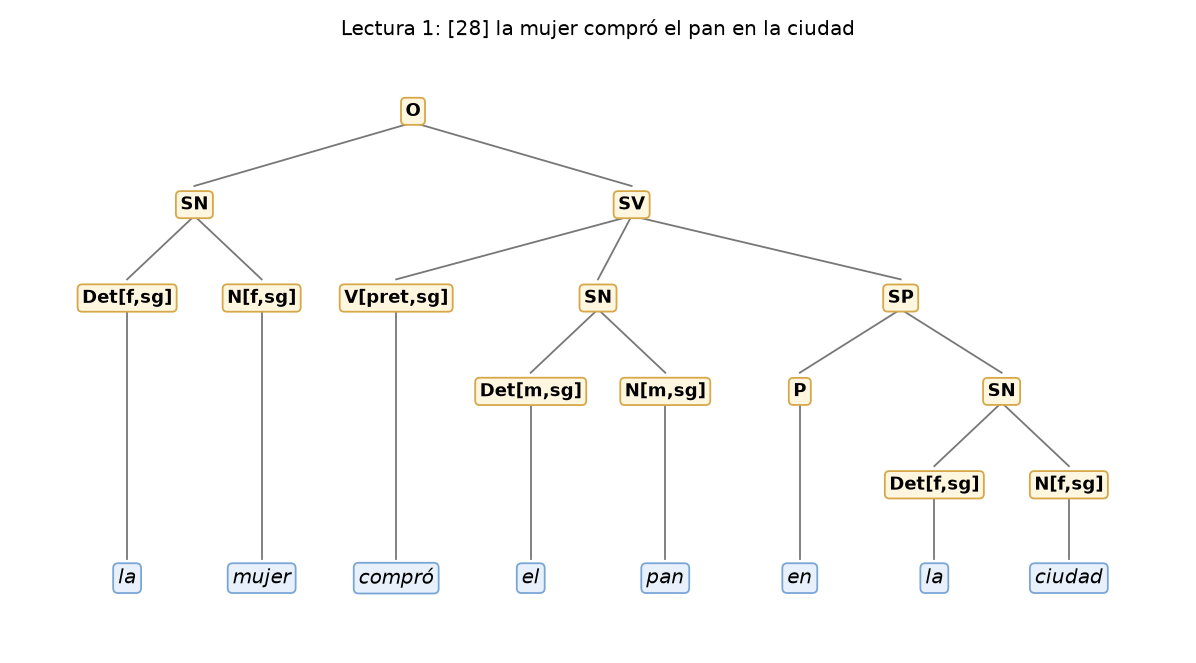 Lectura 1: [28] la mujer compró el pan en la ciudad
O
SN SV
Det[f,sg] N[f,sg] V[pret,sg] SN SP
Det[m,sg] N[m,sg] P SN
Det[f,sg] N[f,sg]
la mujer compró el pan en la ciudad